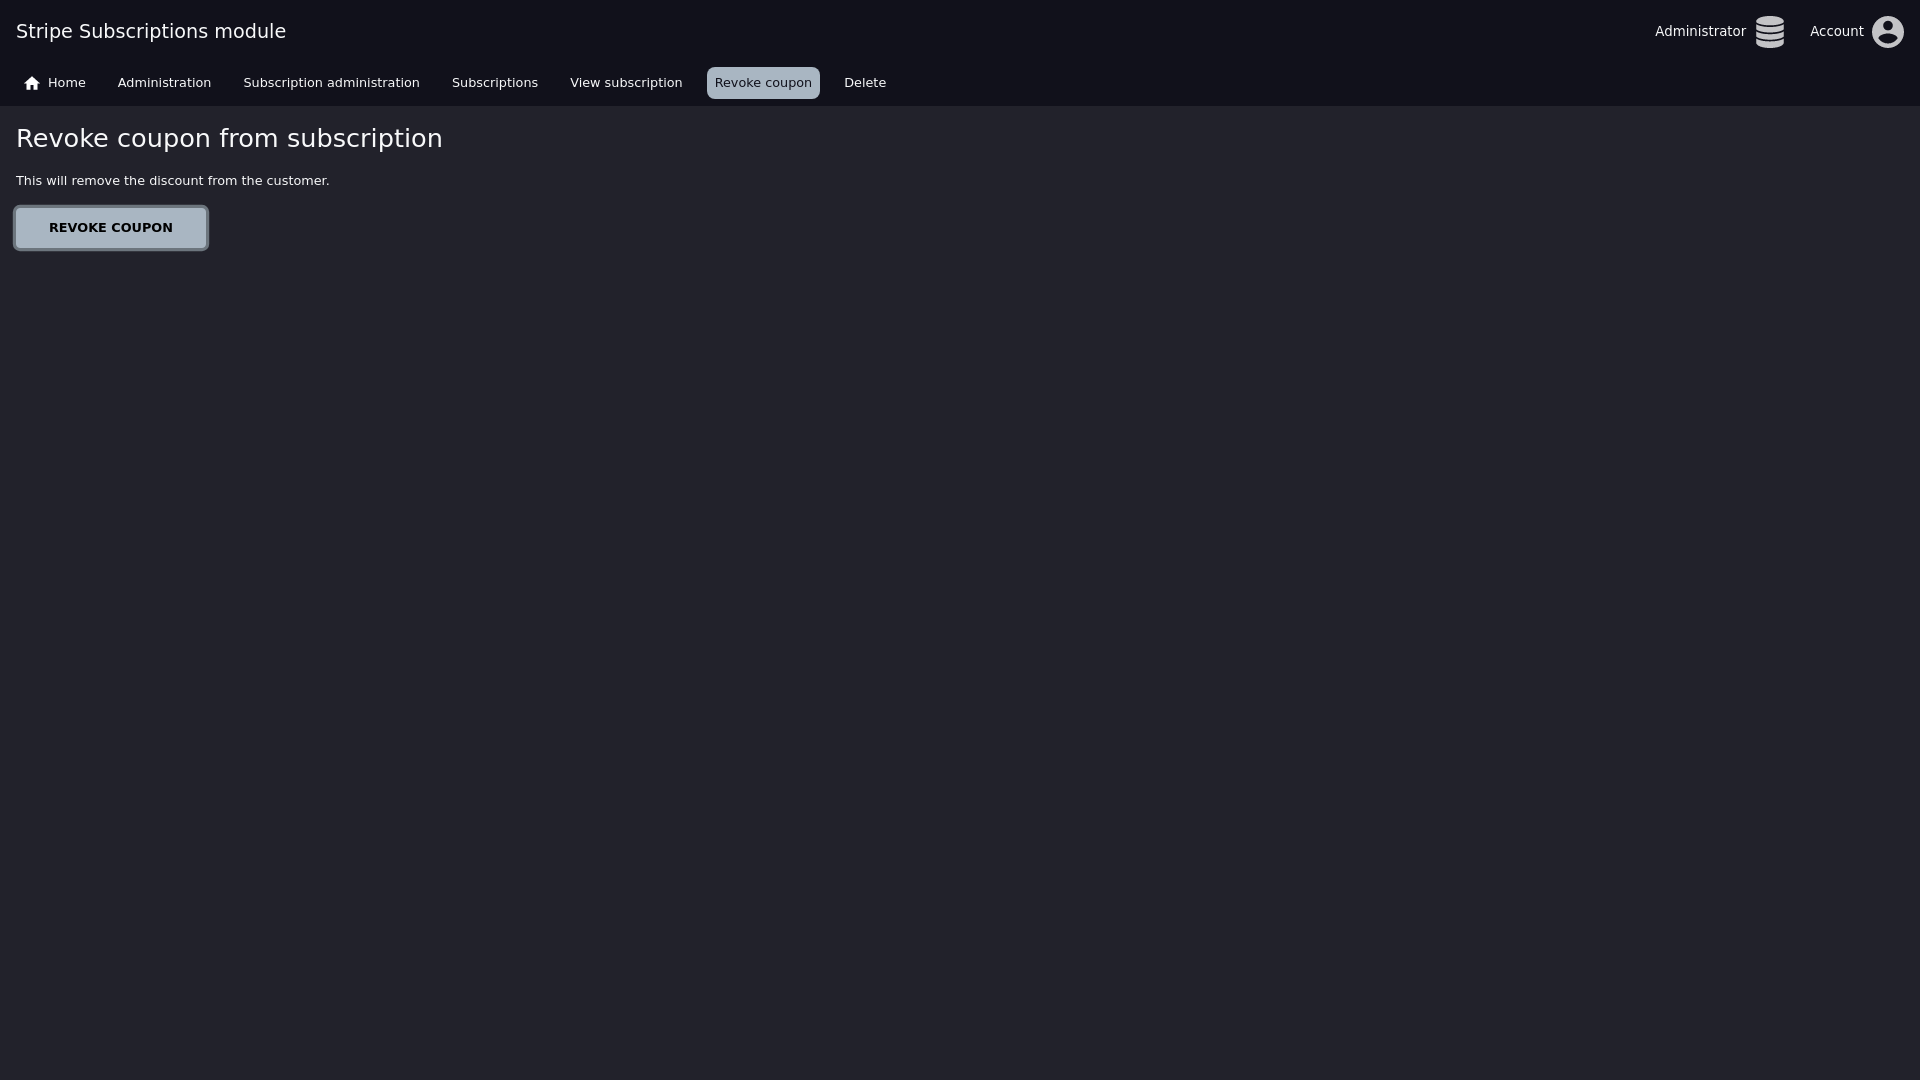 Stripe Subscriptions module
Administrator
Account
Home
Administration
Subscription administration
Subscriptions
View subscription
Revoke coupon
Delete
Revoke coupon from subscription
This will remove the discount from the customer.
REVOKE COUPON